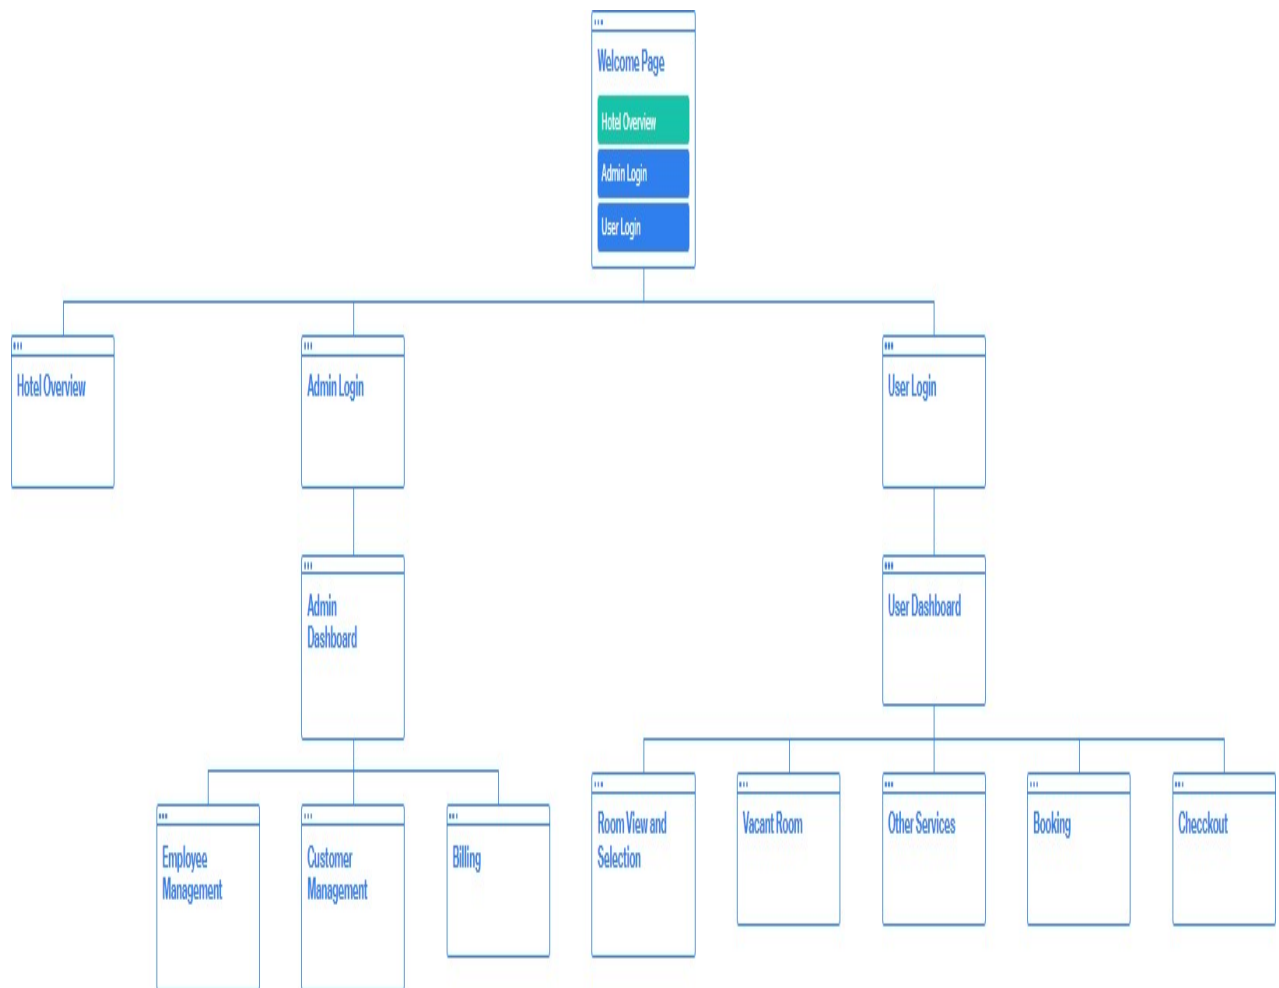 Welcome Page
Hotel Overview
Admin Login
User Login
Hotel Overview
Admin Login
User Login
Admin
Dashboard
User Dashboard
Employee
Management
Customer
Management
Billing
Room View and
Selection
Vacant Room
Other Services
Booking
Checckout